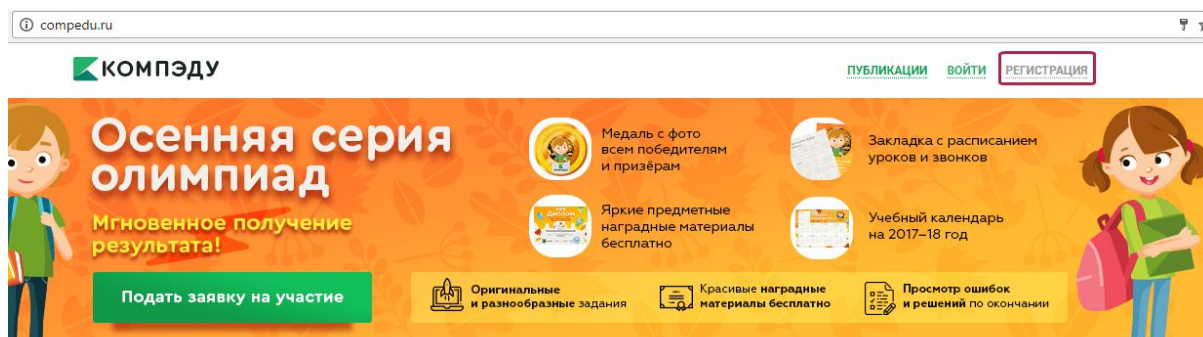 compedu.ru
КОМПЭДУ
ПУБЛИКАЦИИ ВОЙТИ РЕГИСТРАЦИЯ
Осенняя серия
олимпиад
Мгновенное получение
результата!
Подать заявку на участие
Медаль с фото
всем победителям
и призёрам
Закладка с расписанием
уроков и звонков
Яркие предметные
наградные материалы
бесплатно
Учебный календарь
на 2017–18 год
Оригинальные
и разнообразные задания
Красивые наградные
материалы бесплатно
Просмотр ошибок
и решений по окончании